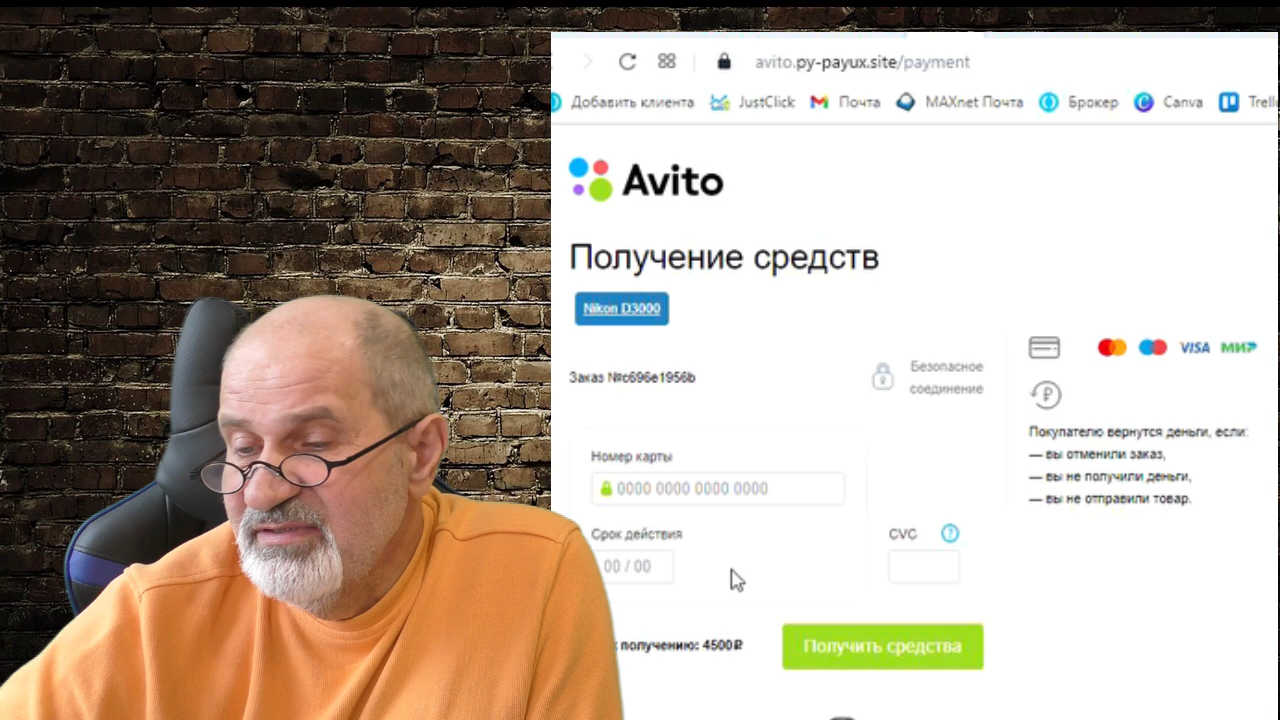 avito.py-payux.site/payment
Добавить клиента JustClick Почта MAXnet Почта Брокер Canva
Avito
Получение средств
Nikon D3000
Заказ №c696e1956b
Безопасное
соединение
VISA МИР
Номер карты
0000 0000 0000 0000
Срок действия
00 / 00
CVC
?
получению: 4500₽
Получить средства
Покупателю вернутся деньги, если:
— вы отменили заказ,
— вы не получили деньги,
— вы не отправили товар.